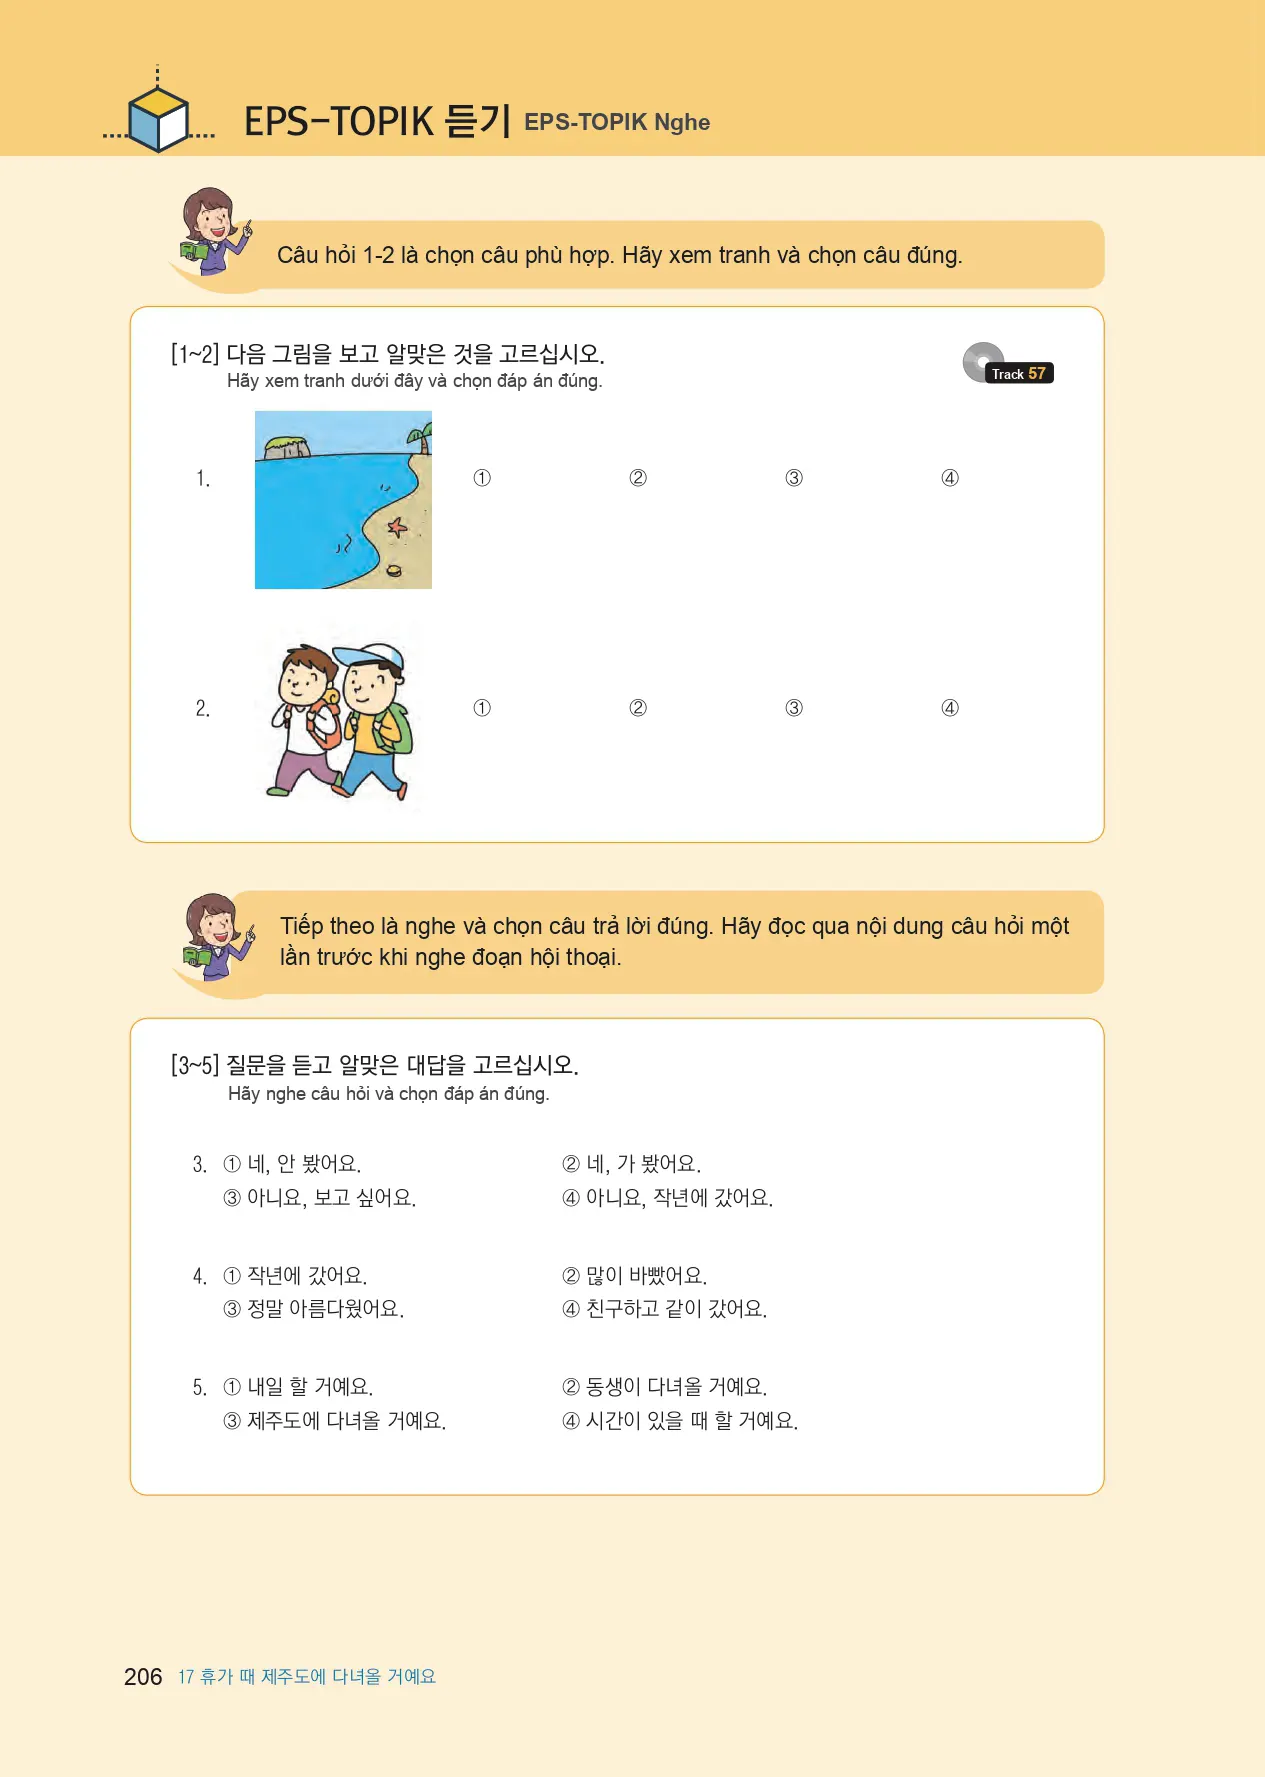 EPS-TOPIK 듣기 EPS-TOPIK Nghe
Câu hỏi 1-2 là chọn câu phù hợp. Hãy xem tranh và chọn câu đúng.
[1~2] 다음 그림을 보고 알맞은 것을 고르십시오.
Hãy xem tranh dưới đây và chọn đáp án đúng.
Track 57
1. ① ② ③ ④
2. ① ② ③ ④
Tiếp theo là nghe và chọn câu trả lời đúng. Hãy đọc qua nội dung câu hỏi một
lần trước khi nghe đoạn hội thoại.
[3~5] 질문을 듣고 알맞은 대답을 고르십시오.
Hãy nghe câu hỏi và chọn đáp án đúng.
3. ① 네, 안 봤어요. ② 네, 가 봤어요.
③ 아니요, 보고 싶어요. ④ 아니요, 작년에 갔어요.
4. ① 작년에 갔어요. ② 많이 바빴어요.
③ 정말 아름다웠어요. ④ 친구하고 같이 갔어요.
5. ① 내일 할 거예요. ② 동생이 다녀올 거예요.
③ 제주도에 다녀올 거예요. ④ 시간이 있을 때 할 거예요.
206 17 휴가 때 제주도에 다녀올 거예요